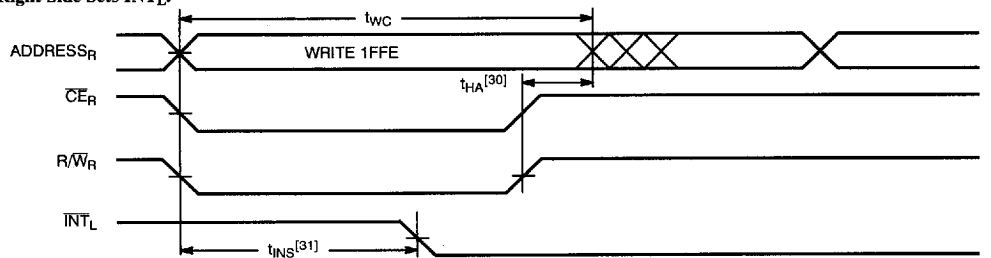 Right Side Sets INTL:
tWC
ADDRESSR
WRITE 1FFE
tHA[30]
CER
R/WR
INTL
tINS[31]